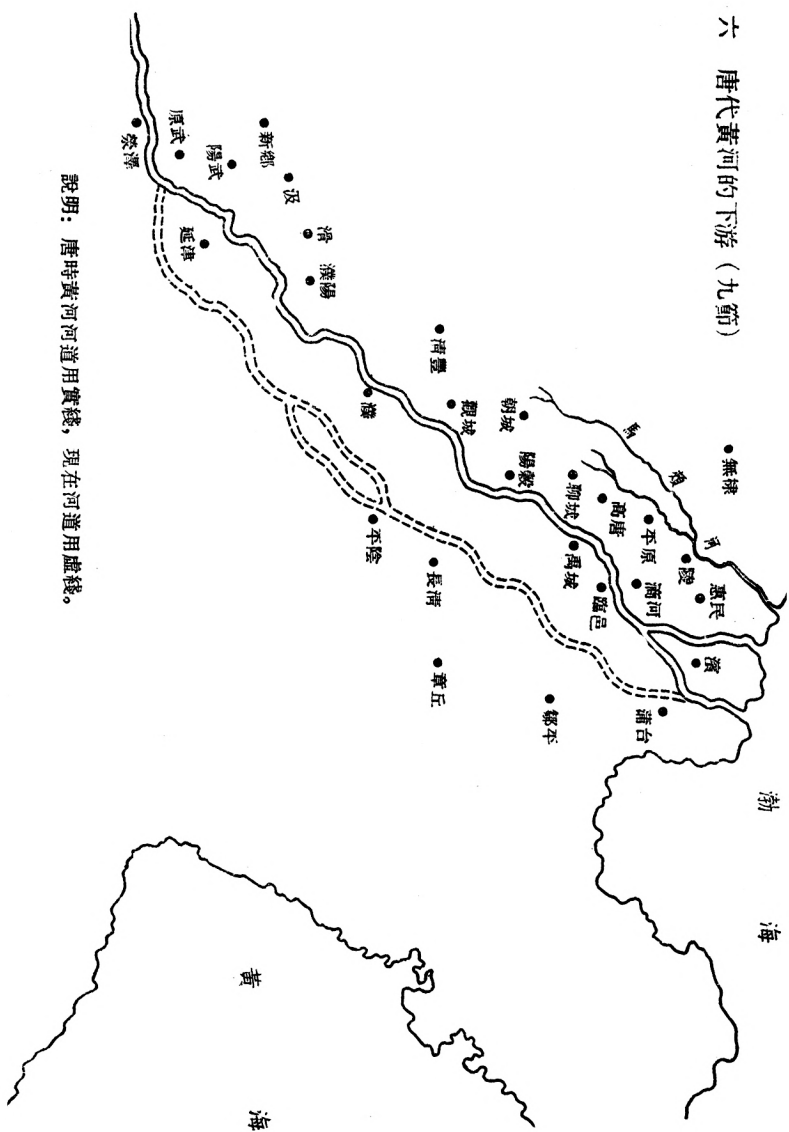 六 唐代黃河的下游(九節)
無棣
馬
頰
河
惠民
陵
平原
高唐
聊城
朝城
滴河
濱
臨邑
禹城
陽穀
觀城
清豐
蒲台
鄒平
章丘
長清
平陰
濮
濮陽
滑
汲
新鄉
陽武
原武
延津
滎澤
渤海
黃海
說明:唐時黃河河道用實綫,現在河道用虛綫。